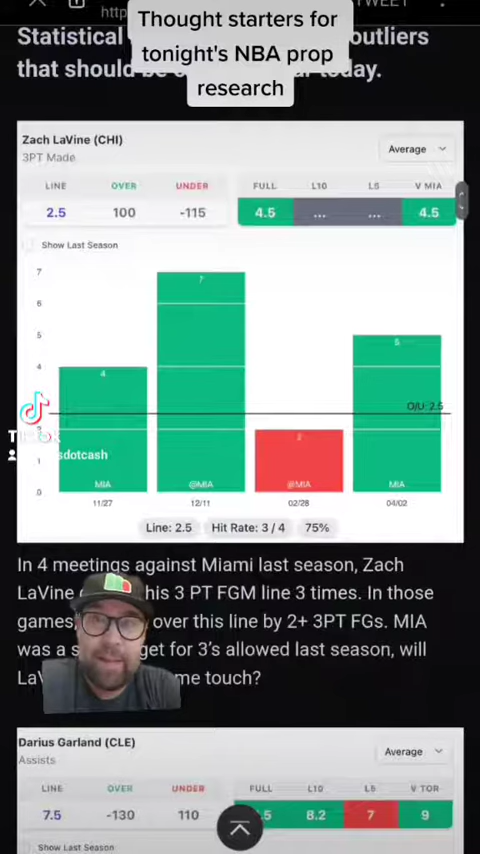 http
TWEET
Thought starters for
tonight's NBA prop
research
Statistical outliers
that should be today.
Zach LaVine (CHI)
3PT Made
Average
LINE OVER UNDER FULL L10 L5 V MIA
2.5 100 -115 4.5 ... ... 4.5
Show Last Season
7
6
5
4
1
0
4
7
2
5
O/U: 2.5
MIA @MIA @MIA MIA
11/27 12/11 02/28 04/02
TikTok
sdotcash
Line: 2.5 Hit Rate: 3 / 4 75%
In 4 meetings against Miami last season, Zach
LaVine his 3 PT FGM line 3 times. In those
games over this line by 2+ 3PT FGs. MIA
was a get for 3's allowed last season, will
me touch?
Darius Garland (CLE)
Assists
Average
LINE OVER UNDER FULL L10 L5 V TOR
7.5 -130 110 .5 8.2 7 9
Show Last Season